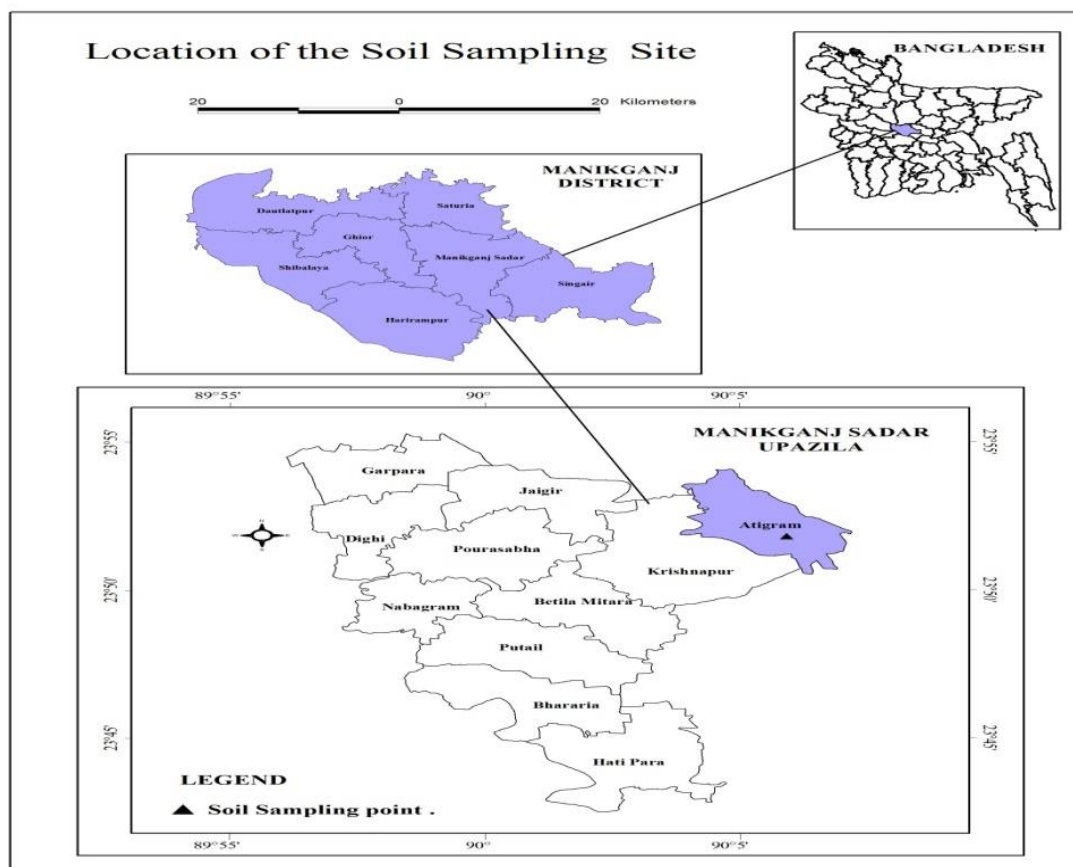 Location of the Soil Sampling Site
BANGLADESH
20 0 20 Kilometers
MANIKGANJ
DISTRICT
Saturia
Dautlatpur
Ghior
Manikganj Sadar
Shibalaya
Singair
Harirampur
89°55' 90° 90°5'
23°55' 23°55'
MANIKGANJ SADAR
UPAZILA
Garpara
Jaigir
Atigram
Dighi
Pourasabha
Krishnapur
23°50' 23°50'
Nabagram
Betila Mitara
Putail
Bhararia
23°45' 23°45'
Hati Para
LEGEND
▲ Soil Sampling point .
89°55' 90° 90°5'